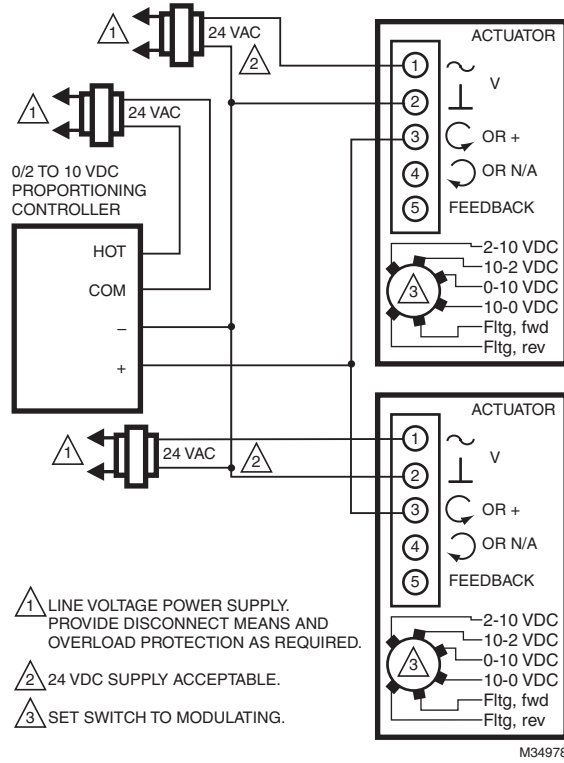 1
24 VAC
2
1
24 VAC
0/2 TO 10 VDC
PROPORTIONING
CONTROLLER
HOT
COM
–
+
ACTUATOR
1
V
2
3 OR +
4 OR N/A
5 FEEDBACK
3
2-10 VDC
10-2 VDC
0-10 VDC
10-0 VDC
Fltg, fwd
Fltg, rev
1
24 VAC
2
ACTUATOR
1
V
2
3 OR +
4 OR N/A
5 FEEDBACK
3
2-10 VDC
10-2 VDC
0-10 VDC
10-0 VDC
Fltg, fwd
Fltg, rev
1 LINE VOLTAGE POWER SUPPLY.
PROVIDE DISCONNECT MEANS AND
OVERLOAD PROTECTION AS REQUIRED.
2 24 VDC SUPPLY ACCEPTABLE.
3 SET SWITCH TO MODULATING.
M34978